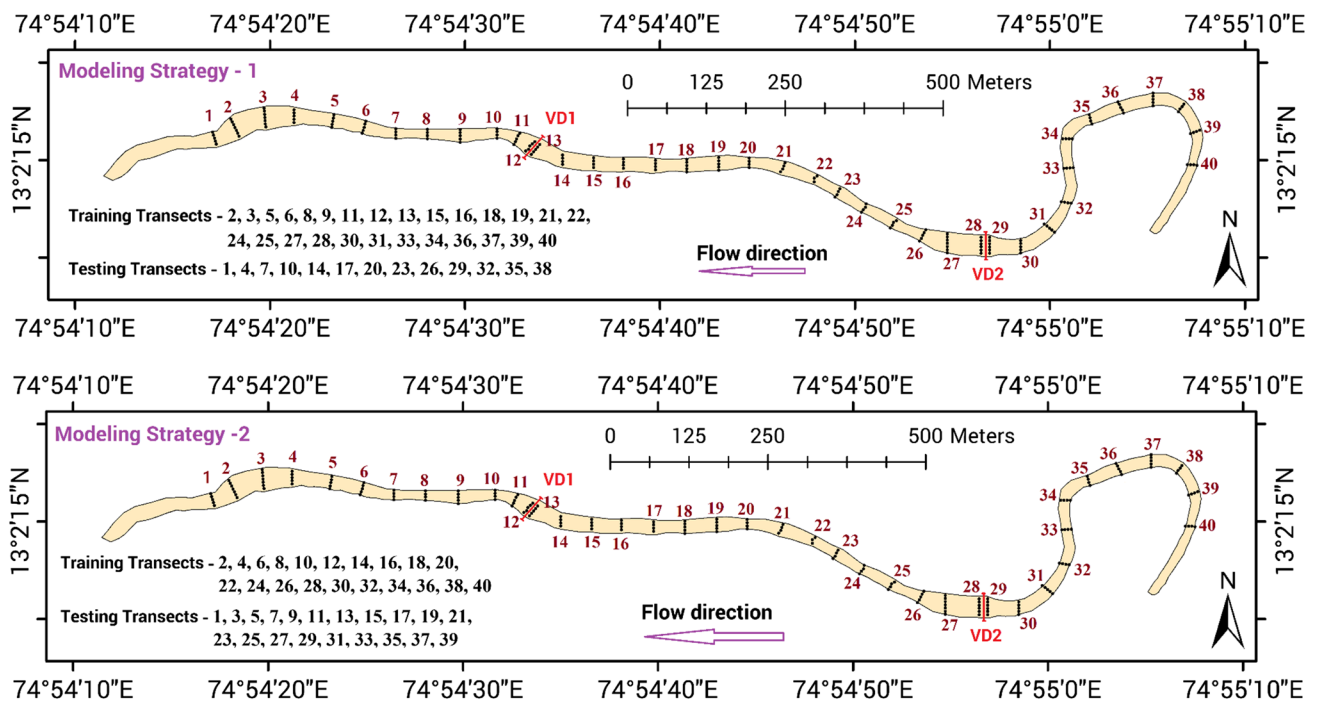 74°54'10"E 74°54'20"E 74°54'30"E 74°54'40"E 74°54'50"E 74°55'0"E 74°55'10"E
Modeling Strategy - 1
0 125 250 500 Meters
1 2 3 4 5 6 7 8 9 10 11 VD1 13
12 14 15 16 17 18 19 20 21 22 23 24 25 26 27 28 29 30 31 32 33 34 35 36 37 38 39 40
VD2
13°2'15"N
13°2'15"N
Training Transects - 2, 3, 5, 6, 8, 9, 11, 12, 13, 15, 16, 18, 19, 21, 22,
24, 25, 27, 28, 30, 31, 33, 34, 36, 37, 39, 40
Testing Transects - 1, 4, 7, 10, 14, 17, 20, 23, 26, 29, 32, 35, 38
Flow direction
N
74°54'10"E 74°54'20"E 74°54'30"E 74°54'40"E 74°54'50"E 74°55'0"E 74°55'10"E
74°54'10"E 74°54'20"E 74°54'30"E 74°54'40"E 74°54'50"E 74°55'0"E 74°55'10"E
Modeling Strategy -2
0 125 250 500 Meters
1 2 3 4 5 6 7 8 9 10 11 VD1 13
12 14 15 16 17 18 19 20 21 22 23 24 25 26 27 28 29 30 31 32 33 34 35 36 37 38 39 40
VD2
13°2'15"N
13°2'15"N
Training Transects - 2, 4, 6, 8, 10, 12, 14, 16, 18, 20,
22, 24, 26, 28, 30, 32, 34, 36, 38, 40
Testing Transects - 1, 3, 5, 7, 9, 11, 13, 15, 17, 19, 21,
23, 25, 27, 29, 31, 33, 35, 37, 39
Flow direction
N
74°54'10"E 74°54'20"E 74°54'30"E 74°54'40"E 74°54'50"E 74°55'0"E 74°55'10"E